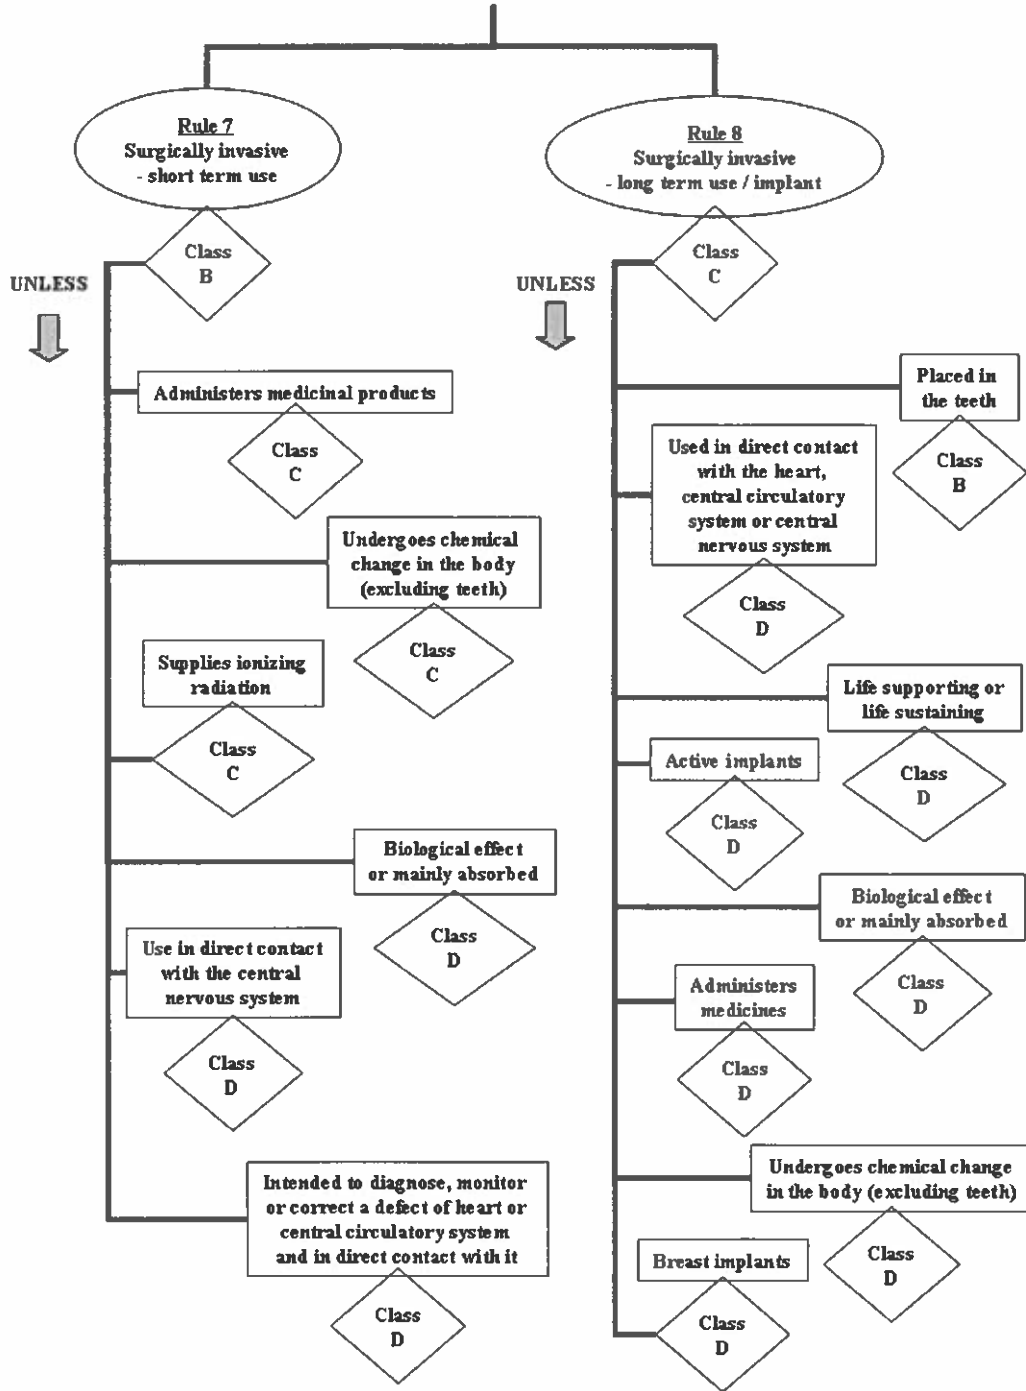 Rule 7
Surgically invasive
- short term use
Class
B
UNLESS
Administers medicinal products
Class
C
Undergoes chemical
change in the body
(excluding teeth)
Class
C
Supplies ionizing
radiation
Class
C
Biological effect
or mainly absorbed
Class
D
Use in direct contact
with the central
nervous system
Class
D
Intended to diagnose, monitor
or correct a defect of heart or
central circulatory system
and in direct contact with it
Class
D
Rule 8
Surgically invasive
- long term use / implant
Class
C
UNLESS
Placed in
the teeth
Class
B
Used in direct contact
with the heart,
central circulatory
system or central
nervous system
Class
D
Life supporting or
life sustaining
Class
D
Active implants
Class
D
Biological effect
or mainly absorbed
Class
D
Administers
medicines
Class
D
Undergoes chemical change
in the body (excluding teeth)
Class
D
Breast implants
Class
D